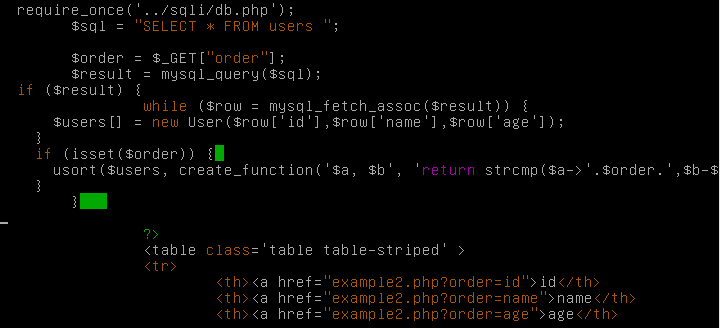 require_once('../sqli/db.php');
$sql = "SELECT * FROM users ";
$order = $_GET["order"];
$result = mysql_query($sql);
if ($result) {
while ($row = mysql_fetch_assoc($result)) {
$users[] = new User($row['id'],$row['name'],$row['age']);
}
if (isset($order)) {
usort($users, create_function('$a, $b', 'return strcmp($a->'.$order.',$b-$
}
}
?>
<table class='table table-striped' >
<tr>
<th><a href="example2.php?order=id">id</th>
<th><a href="example2.php?order=name">name</th>
<th><a href="example2.php?order=age">age</th>